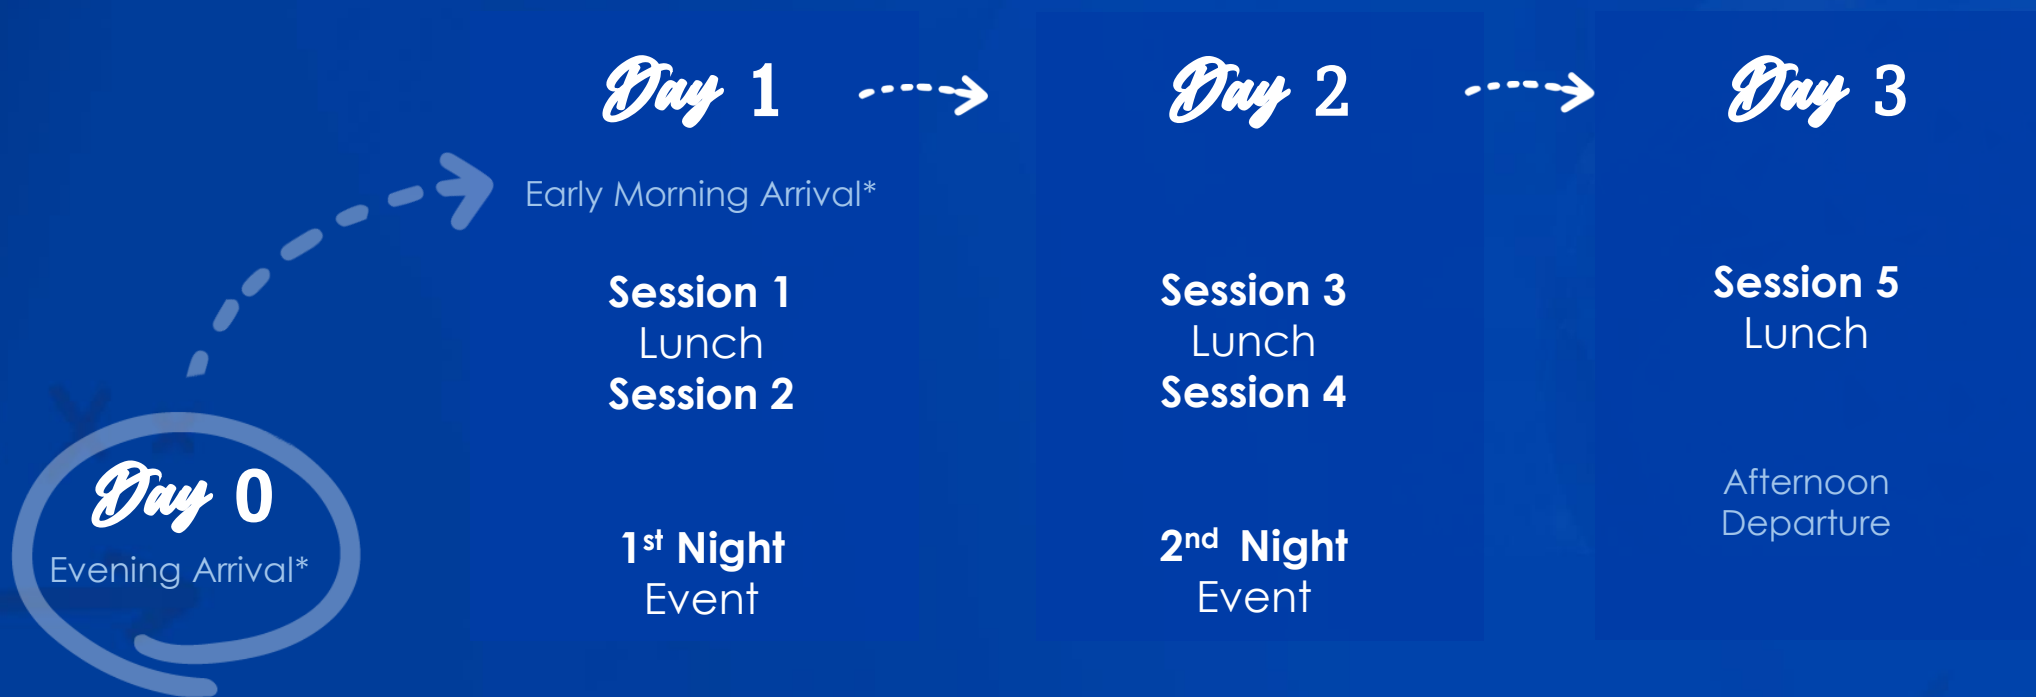 Day 1
Early Morning Arrival*
Session 1
Lunch
Session 2
1st Night
Event
Day 2
Session 3
Lunch
Session 4
2nd Night
Event
Day 3
Session 5
Lunch
Afternoon
Departure
Day 0
Evening Arrival*